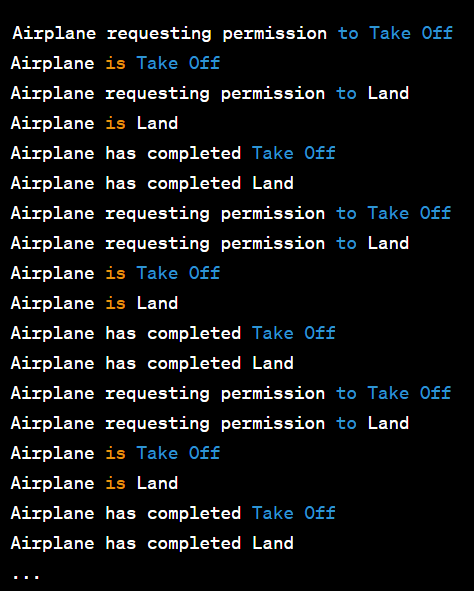 Airplane requesting permission to Take Off
Airplane is Take Off
Airplane requesting permission to Land
Airplane is Land
Airplane has completed Take Off
Airplane has completed Land
Airplane requesting permission to Take Off
Airplane requesting permission to Land
Airplane is Take Off
Airplane is Land
Airplane has completed Take Off
Airplane has completed Land
Airplane requesting permission to Take Off
Airplane requesting permission to Land
Airplane is Take Off
Airplane is Land
Airplane has completed Take Off
Airplane has completed Land
...